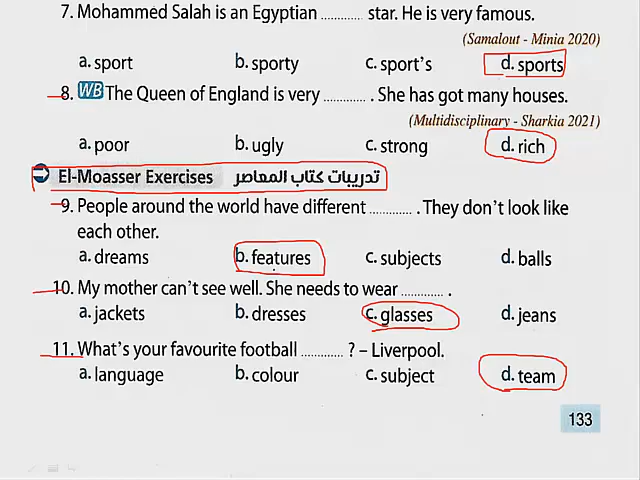 7. Mohammed Salah is an Egyptian ........... star. He is very famous.
(Samalout - Minia 2020)
a. sport b. sporty c. sport's d. sports
8. WB The Queen of England is very ............ . She has got many houses.
(Multidisciplinary - Sharkia 2021)
a. poor b. ugly c. strong d. rich
El-Moasser Exercises تدريبات كتاب المعاصر
9. People around the world have different ............ . They don't look like
each other.
a. dreams b. features c. subjects d. balls
10. My mother can't see well. She needs to wear ............ .
a. jackets b. dresses c. glasses d. jeans
11. What's your favourite football ........... ? – Liverpool.
a. language b. colour c. subject d. team
133